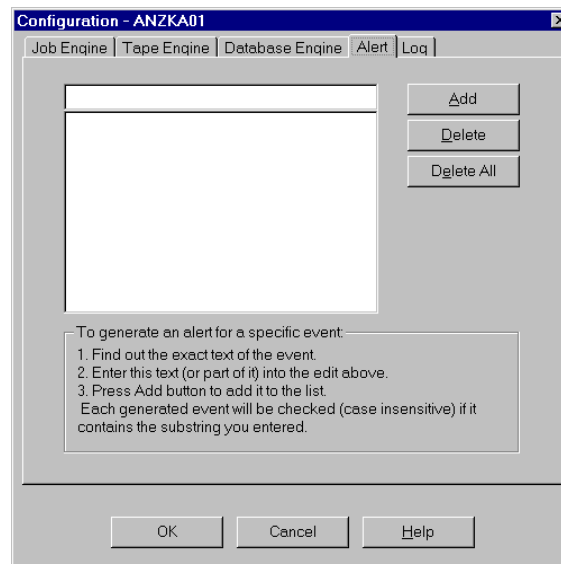 Configuration - ANZKA01
Job Engine Tape Engine Database Engine Alert Log
Add
Delete
Delete All
To generate an alert for a specific event:
1. Find out the exact text of the event.
2. Enter this text (or part of it) into the edit above.
3. Press Add button to add it to the list.
Each generated event will be checked (case insensitive) if it
contains the substring you entered.
OK Cancel Help